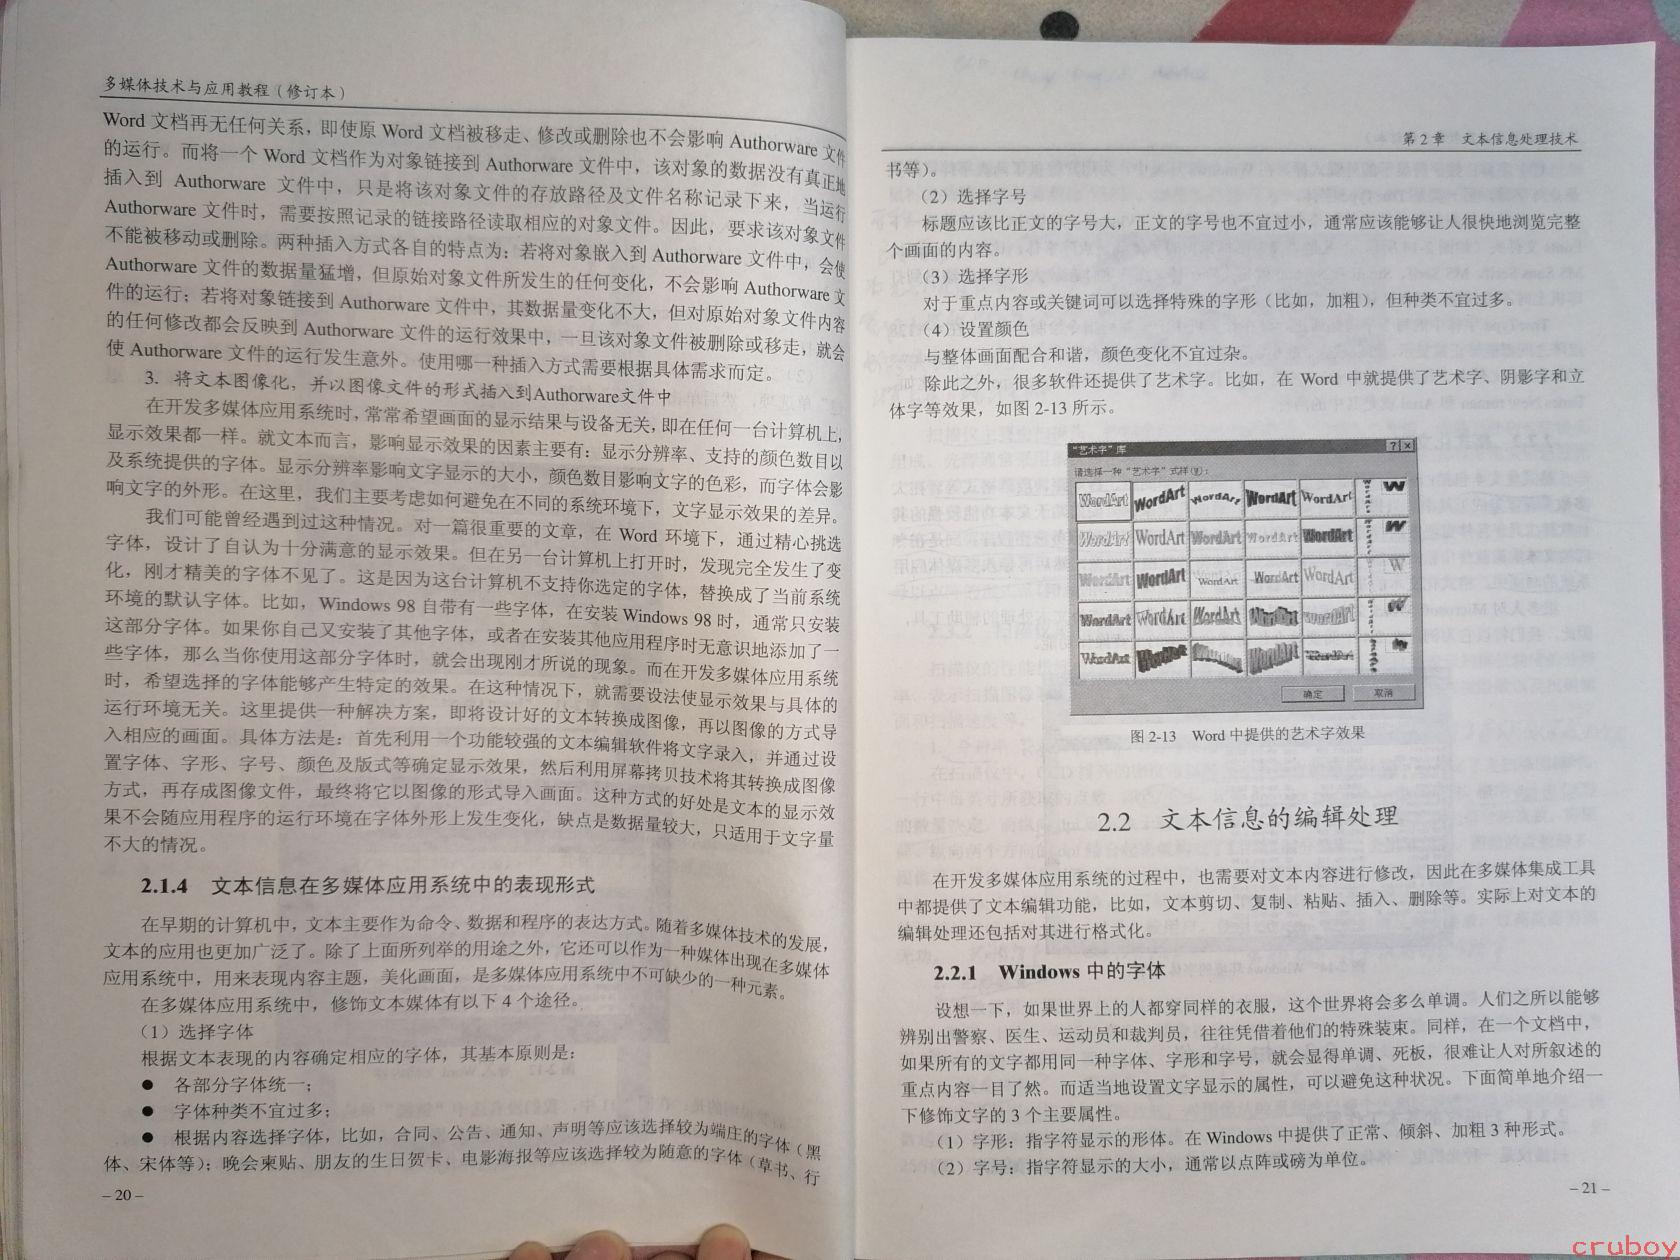 多媒体技术与应用教程（修订本）
Word 文档再无任何关系，即使原 Word 文档被移走、修改或删除也不会影响 Authorware 文件
的运行。而将一个 Word 文档作为对象链接到 Authorware 文件中，该对象的数据没有真正地
插入到 Authorware 文件中，只是将该对象文件的存放路径及文件名称记录下来，当运行
Authorware 文件时，需要按照记录的链接路径读取相应的对象文件。因此，要求该对象文件
不能被移动或删除。两种插入方式各自的特点为：若将对象嵌入到 Authorware 文件中，会使
Authorware 文件的数据量猛增，但原始对象文件所发生的任何变化，不会影响 Authorware 文
件的运行；若将对象链接到 Authorware 文件中，其数据量变化不大，但对原始对象文件内容
的任何修改都会反映到 Authorware 文件的运行效果中，一旦该对象文件被删除或移走，就会
使 Authorware 文件的运行发生意外。使用哪一种插入方式需要根据具体需求而定。
3. 将文本图像化，并以图像文件的形式插入到Authorware文件中
在开发多媒体应用系统时，常常希望画面的显示结果与设备无关，即在任何一台计算机上，
显示效果都一样。就文本而言，影响显示效果的因素主要有：显示分辨率、支持的颜色数目以
及系统提供的字体。显示分辨率影响文字显示的大小，颜色数目影响文字的色彩，而字体会影
响文字的外形。在这里，我们主要考虑如何避免在不同的系统环境下，文字显示效果的差异。
我们可能曾经遇到过这种情况。对一篇很重要的文章，在 Word 环境下，通过精心挑选
字体，设计了自认为十分满意的显示效果。但在另一台计算机上打开时，发现完全发生了变
化，刚才精美的字体不见了。这是因为这台计算机不支持你选定的字体，替换成了当前系统
环境的默认字体。比如，Windows 98 自带有一些字体，在安装 Windows 98 时，通常只安装
这部分字体。如果你自己又安装了其他字体，或者在安装其他应用程序时无意识地添加了一
些字体，那么当你使用这部分字体时，就会出现刚才所说的现象。而在开发多媒体应用系统
时，希望选择的字体能够产生特定的效果。在这种情况下，就需要设法使显示效果与具体的
运行环境无关。这里提供一种解决方案，即将设计好的文本转换成图像，再以图像的方式导
入相应的画面。具体方法是：首先利用一个功能较强的文本编辑软件将文字录入，并通过设
置字体、字形、字号、颜色及版式等确定显示效果，然后利用屏幕拷贝技术将其转换成图像
方式，再存成图像文件，最终将它以图像的形式导入画面。这种方式的好处是文本的显示效
果不会随应用程序的运行环境在字体外形上发生变化，缺点是数据量较大，只适用于文字量
不大的情况。
2.1.4 文本信息在多媒体应用系统中的表现形式
在早期的计算机中，文本主要作为命令、数据和程序的表达方式。随着多媒体技术的发展，
文本的应用也更加广泛了。除了上面所列举的用途之外，它还可以作为一种媒体出现在多媒体
应用系统中，用来表现内容主题，美化画面，是多媒体应用系统中不可缺少的一种元素。
在多媒体应用系统中，修饰文本媒体有以下 4 个途径。
（1）选择字体
根据文本表现的内容确定相应的字体，其基本原则是：
● 各部分字体统一；
● 字体种类不宜过多；
● 根据内容选择字体，比如，合同、公告、通知、声明等应该选择较为端庄的字体（黑
体、宋体等）；晚会柬贴、朋友的生日贺卡、电影海报等应该选择较为随意的字体（草书、行
– 20 –
第 2 章 文本信息处理技术
书等）。
（2）选择字号
标题应该比正文的字号大，正文的字号也不宜过小，通常应该能够让人很快地浏览完整
个画面的内容。
（3）选择字形
对于重点内容或关键词可以选择特殊的字形（比如，加粗），但种类不宜过多。
（4）设置颜色
与整体画面配合和谐，颜色变化不宜过杂。
除此之外，很多软件还提供了艺术字。比如，在 Word 中就提供了艺术字、阴影字和立
体字等效果，如图 2-13 所示。
“艺术字”库
请选择一种“艺术字”式样(W)：
WordArt WordArt WordArt WordArt WordArt W
WordArt WordArt WordArt WordArt WordArt W
WordArt WordArt WordArt WordArt WordArt W
WordArt WordArt WordArt WordArt WordArt W
WordArt WordArt WordArt WordArt WordArt
确定 取消
图 2-13 Word 中提供的艺术字效果
2.2 文本信息的编辑处理
在开发多媒体应用系统的过程中，也需要对文本内容进行修改，因此在多媒体集成工具
中都提供了文本编辑功能，比如，文本剪切、复制、粘贴、插入、删除等。实际上对文本的
编辑处理还包括对其进行格式化。
2.2.1 Windows 中的字体
设想一下，如果世界上的人都穿同样的衣服，这个世界将会多么单调。人们之所以能够
辨别出警察、医生、运动员和裁判员，往往凭借着他们的特殊装束。同样，在一个文档中，
如果所有的文字都用同一种字体、字形和字号，就会显得单调、死板，很难让人对所叙述的
重点内容一目了然。而适当地设置文字显示的属性，可以避免这种状况。下面简单地介绍一
下修饰文字的 3 个主要属性。
（1）字形：指字符显示的形体。在 Windows 中提供了正常、倾斜、加粗 3 种形式。
（2）字号：指字符显示的大小，通常以点阵或磅为单位。
– 21 –
cruboy